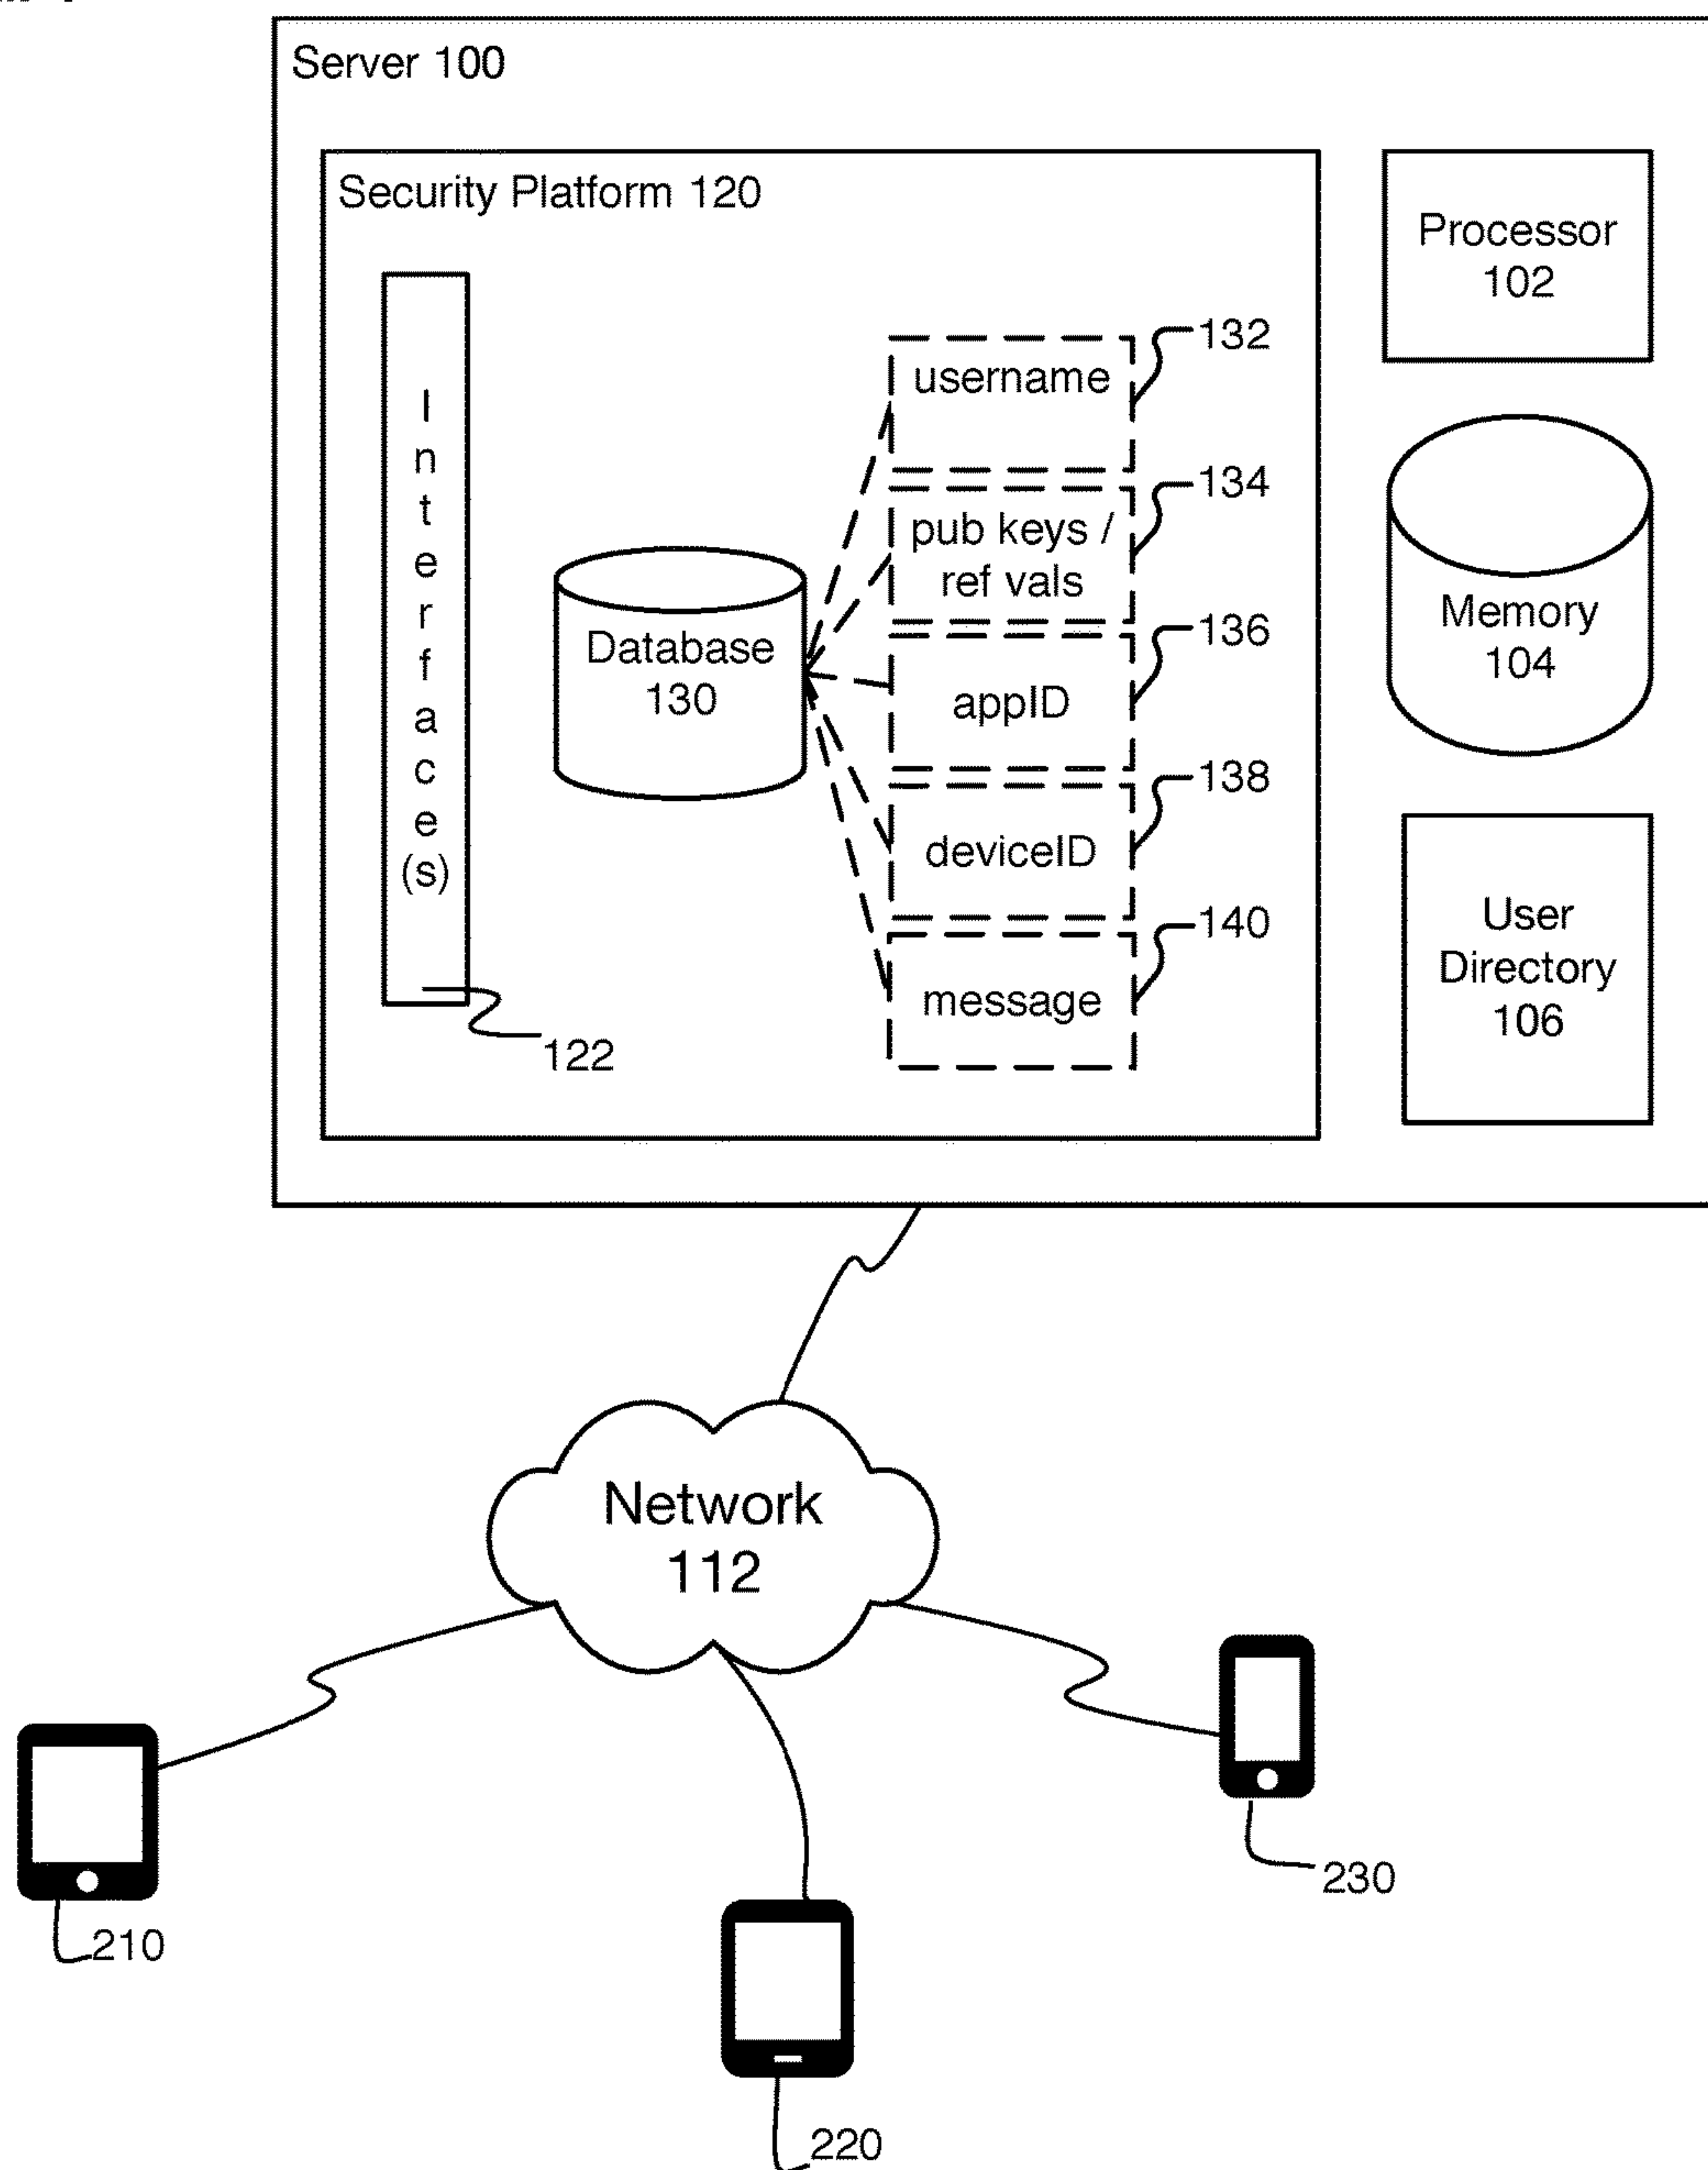 Server 100
Security Platform 120
Processor
102
Interface(s)
122
Database
130
username
132
pub keys /
ref vals
134
appID
136
deviceID
138
message
140
Memory
104
User
Directory
106
Network
112
210
220
230